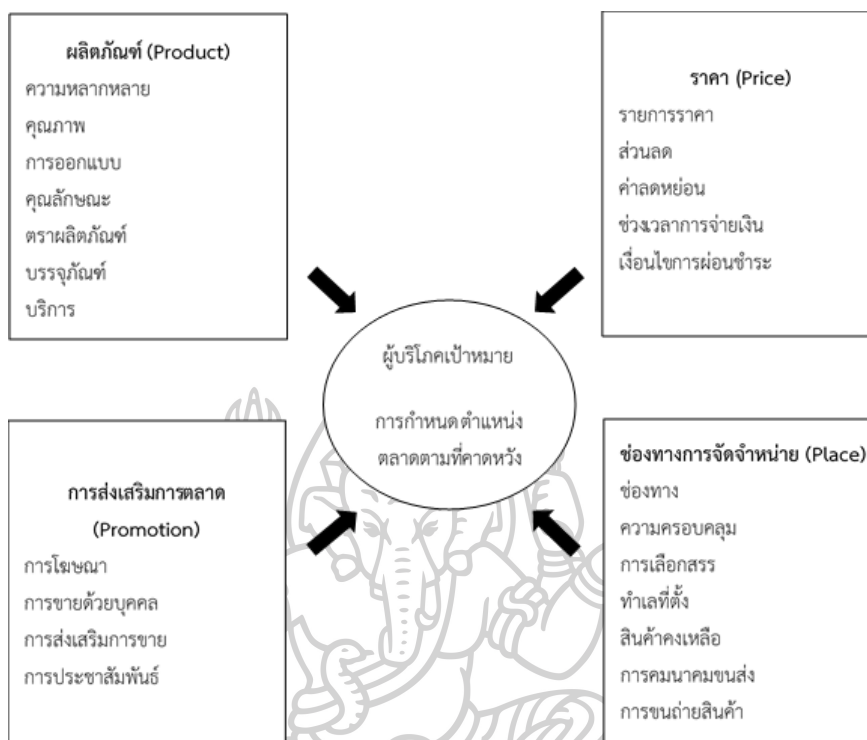 ผลิตภัณฑ์ (Product)
ความหลากหลาย
คุณภาพ
การออกแบบ
คุณลักษณะ
ตราผลิตภัณฑ์
บรรจุภัณฑ์
บริการ
ราคา (Price)
รายการราคา
ส่วนลด
ค่าลดหย่อน
ช่วงเวลาการจ่ายเงิน
เงื่อนไขการผ่อนชำระ
ผู้บริโภคเป้าหมาย
การกำหนดตำแหน่ง
ตลาดตามที่คาดหวัง
การส่งเสริมการตลาด
(Promotion)
การโฆษณา
การขายด้วยบุคคล
การส่งเสริมการขาย
การประชาสัมพันธ์
ช่องทางการจัดจำหน่าย (Place)
ช่องทาง
ความครอบคลุม
การเลือกสรร
ทำเลที่ตั้ง
สินค้าคงเหลือ
การคมนาคมขนส่ง
การขนถ่ายสินค้า